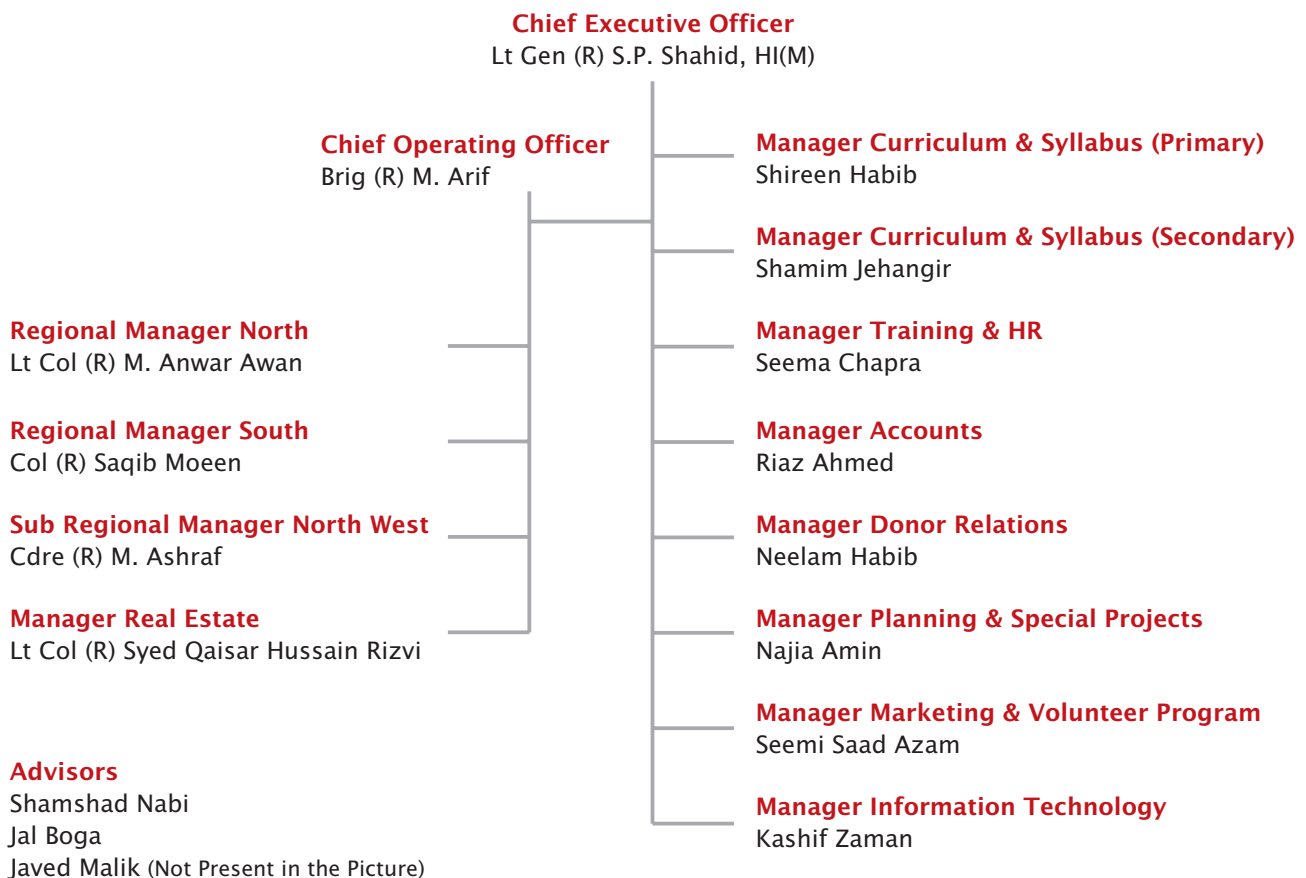 Chief Executive Officer
Lt Gen (R) S.P. Shahid, HI(M)
Chief Operating Officer
Brig (R) M. Arif
Regional Manager North
Lt Col (R) M. Anwar Awan
Regional Manager South
Col (R) Saqib Moeen
Sub Regional Manager North West
Cdre (R) M. Ashraf
Manager Real Estate
Lt Col (R) Syed Qaisar Hussain Rizvi
Advisors
Shamshad Nabi
Jal Boga
Javed Malik (Not Present in the Picture)
Manager Curriculum & Syllabus (Primary)
Shireen Habib
Manager Curriculum & Syllabus (Secondary)
Shamim Jehangir
Manager Training & HR
Seema Chapra
Manager Accounts
Riaz Ahmed
Manager Donor Relations
Neelam Habib
Manager Planning & Special Projects
Najia Amin
Manager Marketing & Volunteer Program
Seemi Saad Azam
Manager Information Technology
Kashif Zaman